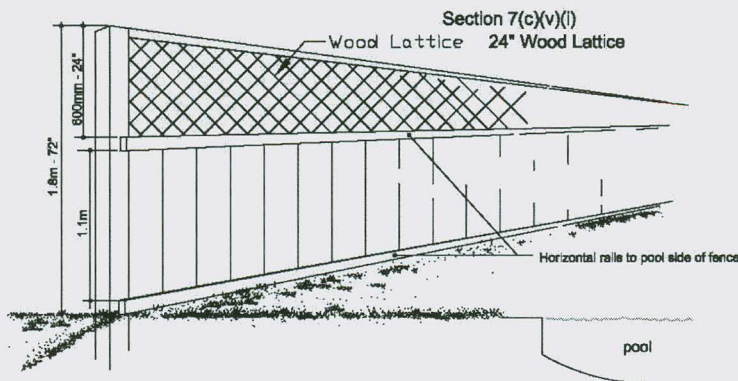 Section 7(c)(v)(i)
Wood Lattice 24" Wood Lattice
600mm - 24"
1.8m - 72"
1.1m
Horizontal rails to pool side of fence
pool